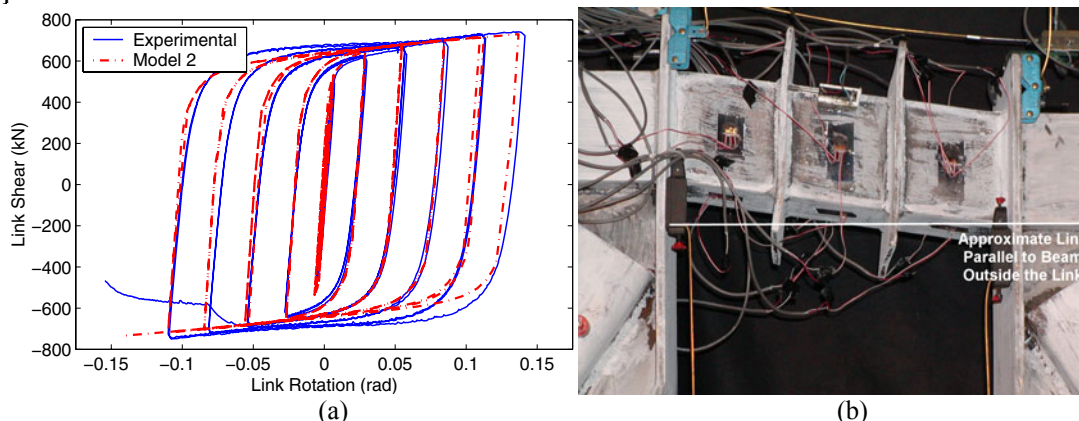 Experimental
Model 2
800
600
400
200
0
−200
−400
−600
−800
Link Shear (kN)
−0.15
−0.1
−0.05
0
0.05
0.1
0.15
Link Rotation (rad)
(a)
Approximate Lin
Parallel to Beam
Outside the Link
(b)